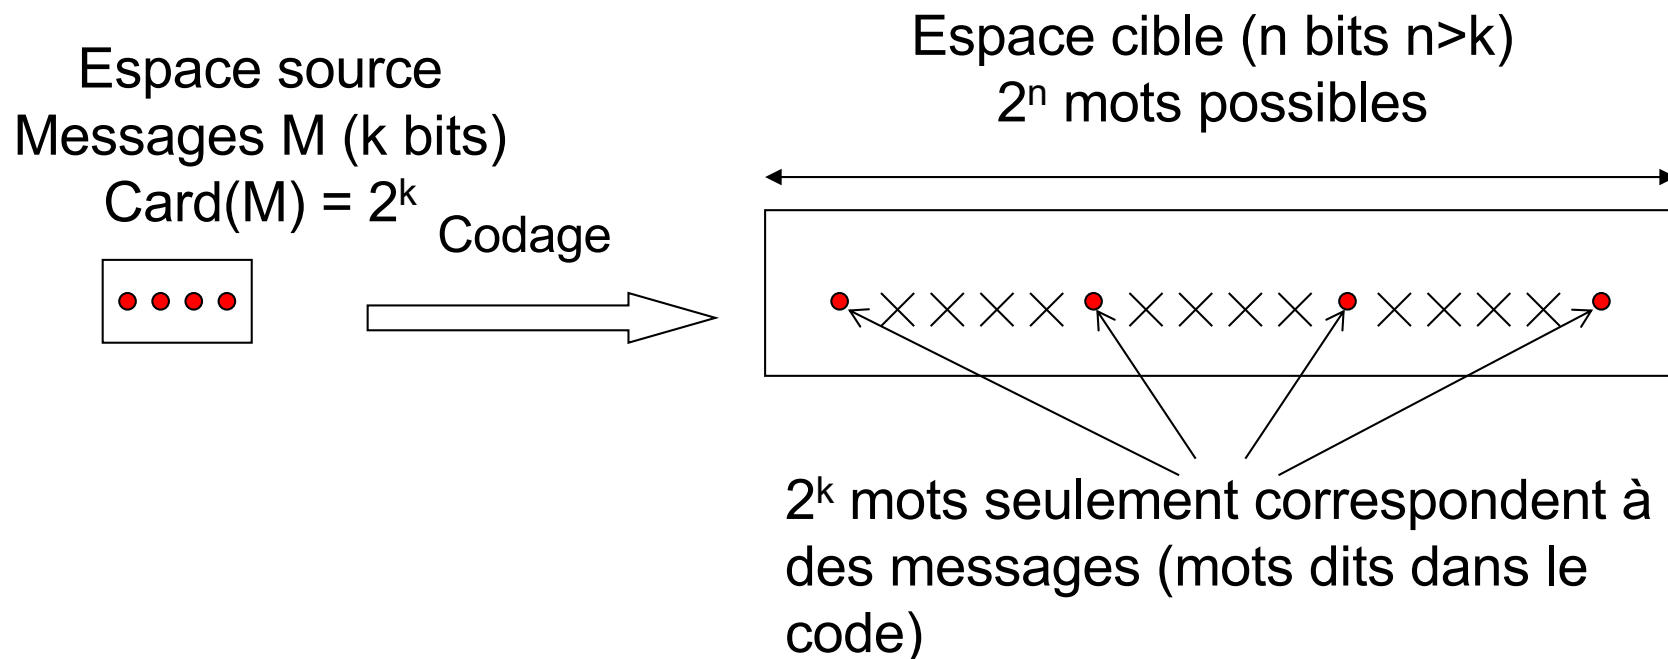 Espace source
Messages M (k bits)
Card(M) = 2ᵏ
Codage
Espace cible (n bits n>k)
2ⁿ mots possibles
2ᵏ mots seulement correspondent à
des messages (mots dits dans le
code)